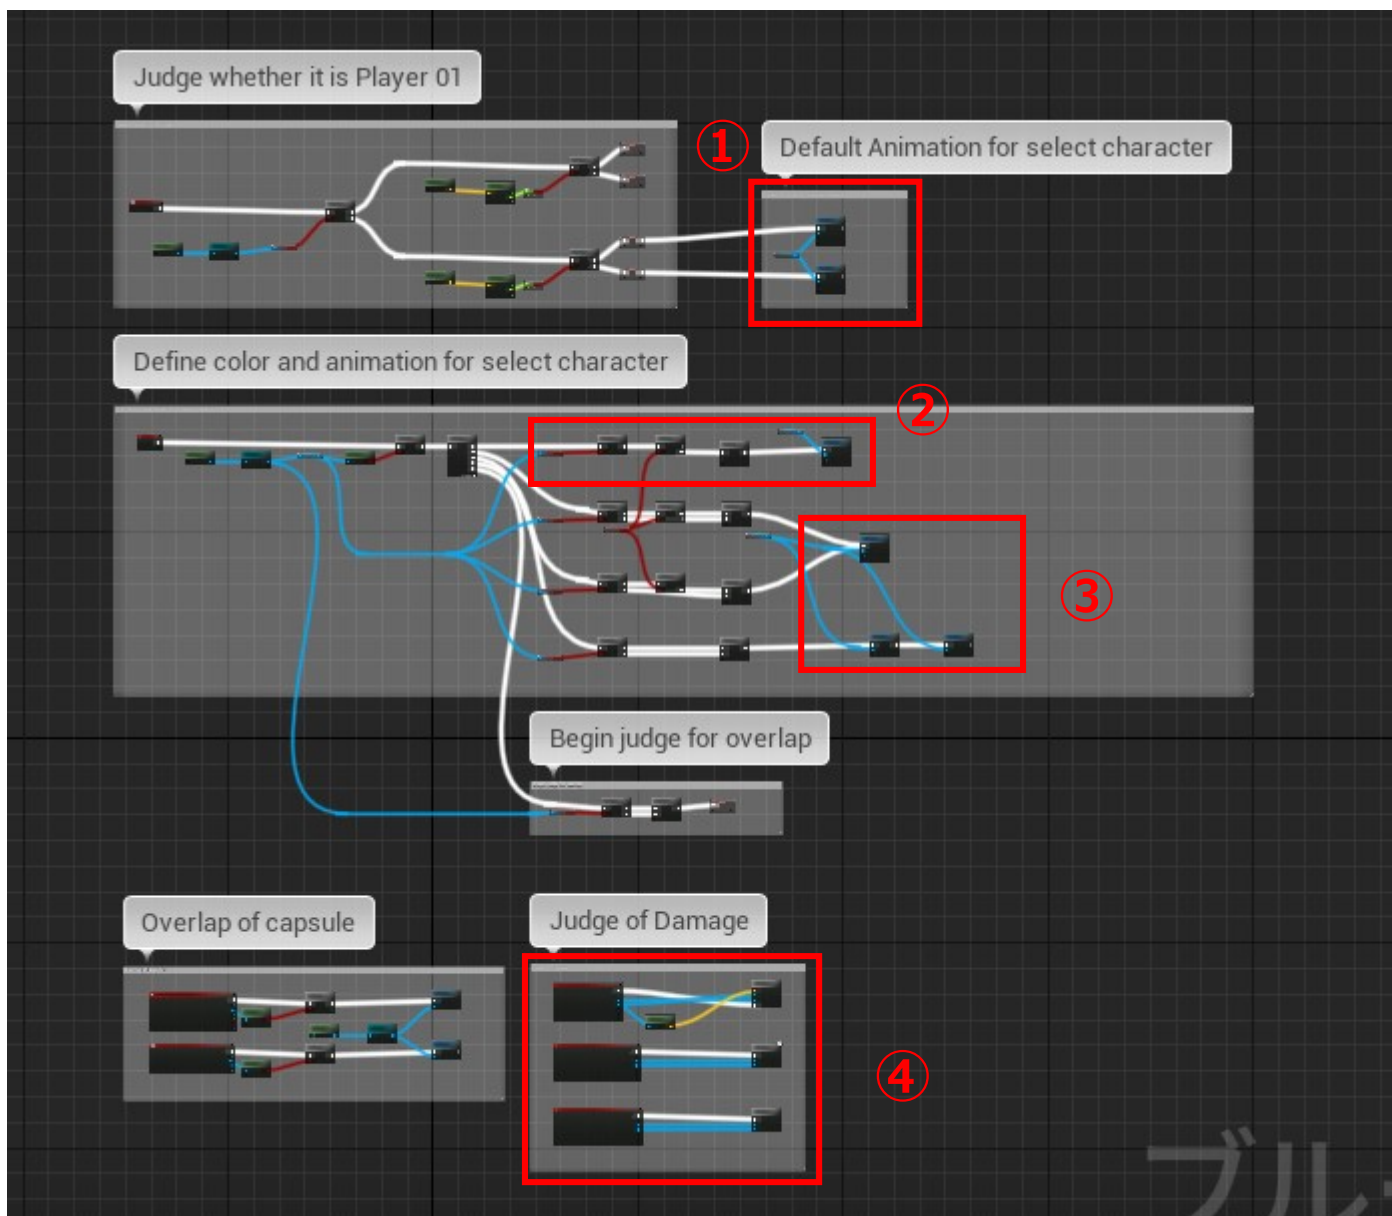 Judge whether it is Player 01
①
Default Animation for select character
Define color and animation for select character
②
③
Begin judge for overlap
Overlap of capsule
Judge of Damage
④
ブル